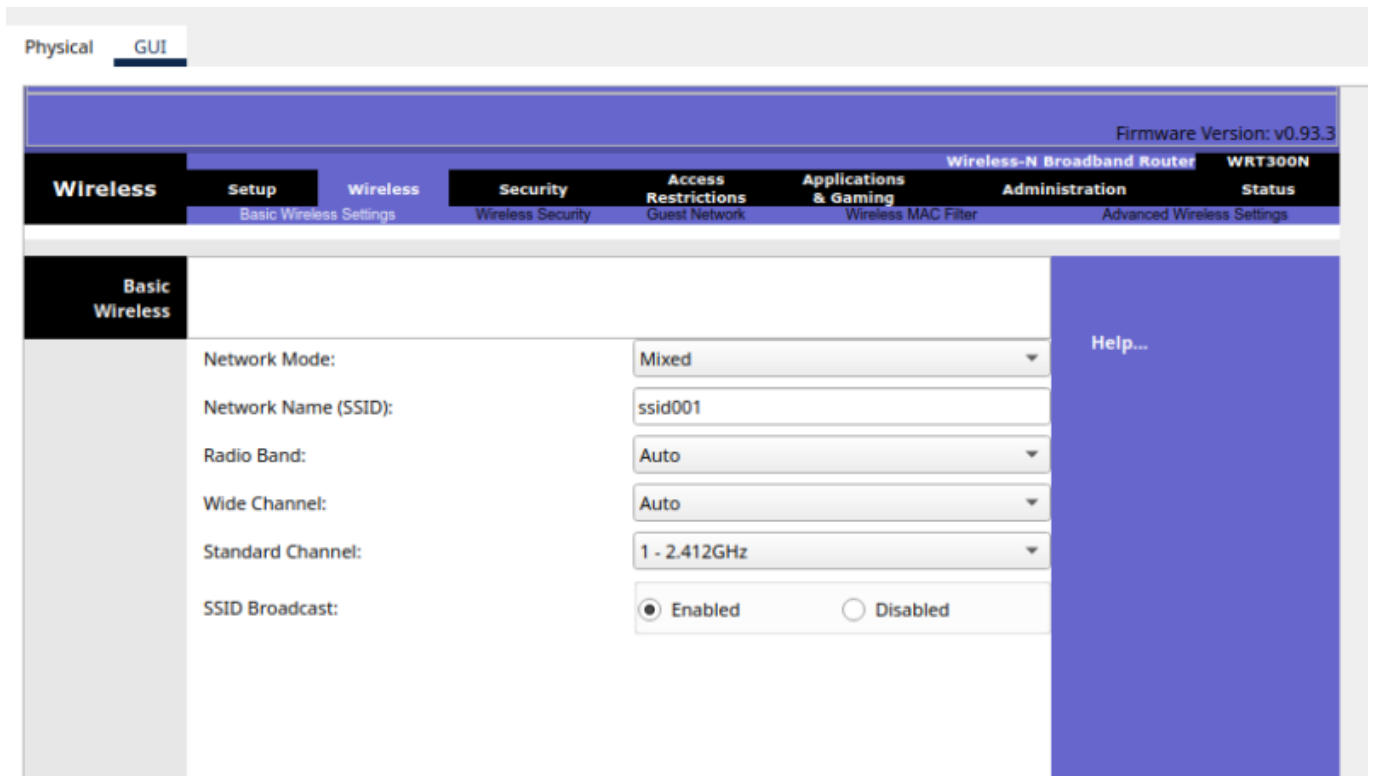 Physical GUI
Firmware Version: v0.93.3
Wireless-N Broadband Router WRT300N
Wireless Setup Wireless Security Access Restrictions Applications & Gaming Administration Status
Basic Wireless Settings Wireless Security Guest Network Wireless MAC Filter Advanced Wireless Settings
Basic
Wireless
Help...
Network Mode: Mixed
Network Name (SSID): ssid001
Radio Band: Auto
Wide Channel: Auto
Standard Channel: 1 - 2.412GHz
SSID Broadcast: Enabled Disabled